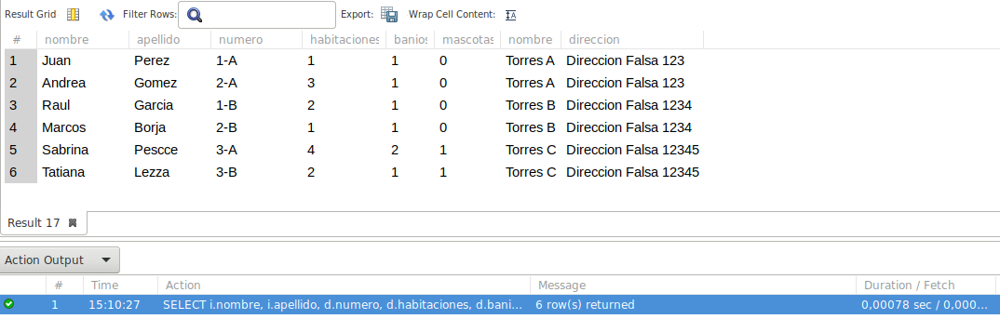 Result Grid Filter Rows: Export: Wrap Cell Content: IA
# nombre apellido numero habitaciones banios mascotas nombre direccion
1 Juan Perez 1-A 1 1 0 Torres A Direccion Falsa 123
2 Andrea Gomez 2-A 3 1 0 Torres A Direccion Falsa 123
3 Raul Garcia 1-B 2 1 0 Torres B Direccion Falsa 1234
4 Marcos Borja 2-B 1 1 0 Torres B Direccion Falsa 1234
5 Sabrina Pescce 3-A 4 2 1 Torres C Direccion Falsa 12345
6 Tatiana Lezza 3-B 2 1 1 Torres C Direccion Falsa 12345
Result 17
Action Output
# Time Action Message Duration / Fetch
1 15:10:27 SELECT i.nombre, i.apellido, d.numero, d.habitaciones, d.bani... 6 row(s) returned 0,00078 sec / 0,000...